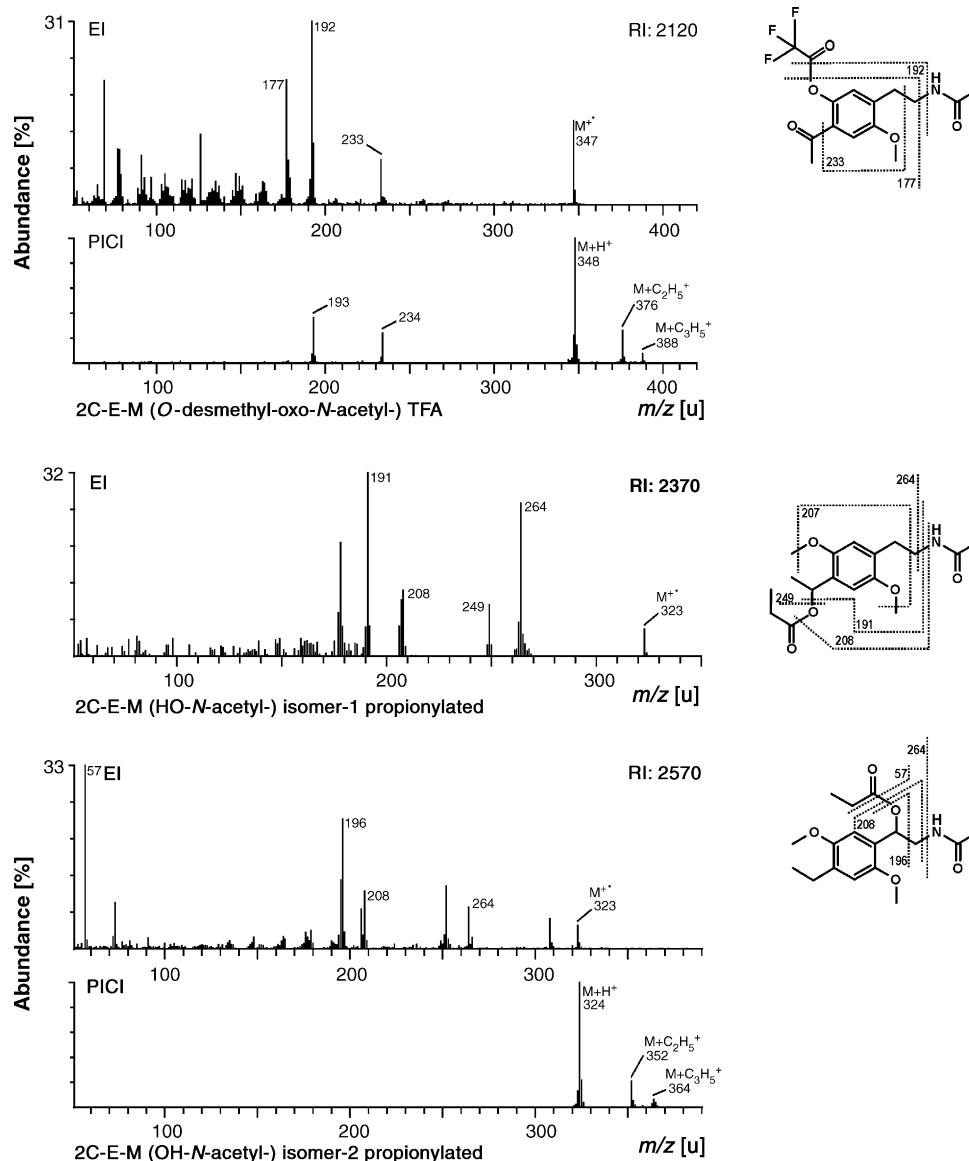 31
EI
192
RI: 2120
177
233
M+•
347
Abundance [%]
100
200
300
400
PICI
M+H+
348
193
234
M+C2H5+
376
M+C3H5+
388
100
200
300
400
2C-E-M (O-desmethyl-oxo-N-acetyl-) TFA
m/z [u]
F
F
F
O
O
192
H
N
O
O
O
233
177
32
EI
191
RI: 2370
264
208
249
M+•
323
100
200
300
2C-E-M (HO-N-acetyl-) isomer-1 propionylated
m/z [u]
264
207
O
H
N
O
O
249
O
191
O
208
33
57
EI
RI: 2570
196
208
264
M+•
323
Abundance [%]
100
200
300
PICI
M+H+
324
M+C2H5+
352
M+C3H5+
364
100
200
300
2C-E-M (OH-N-acetyl-) isomer-2 propionylated
m/z [u]
264
O
57
O
208
H
N
O
O
196
O